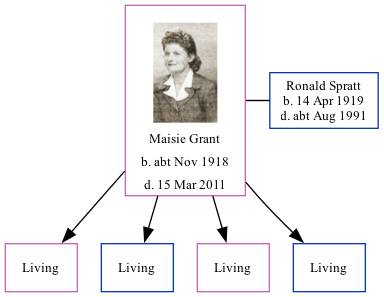 Ronald Spratt
b. 14 Apr 1919
d. abt Aug 1991
Maisie Grant
b. abt Nov 1918
d. 15 Mar 2011
Living
Living
Living
Living